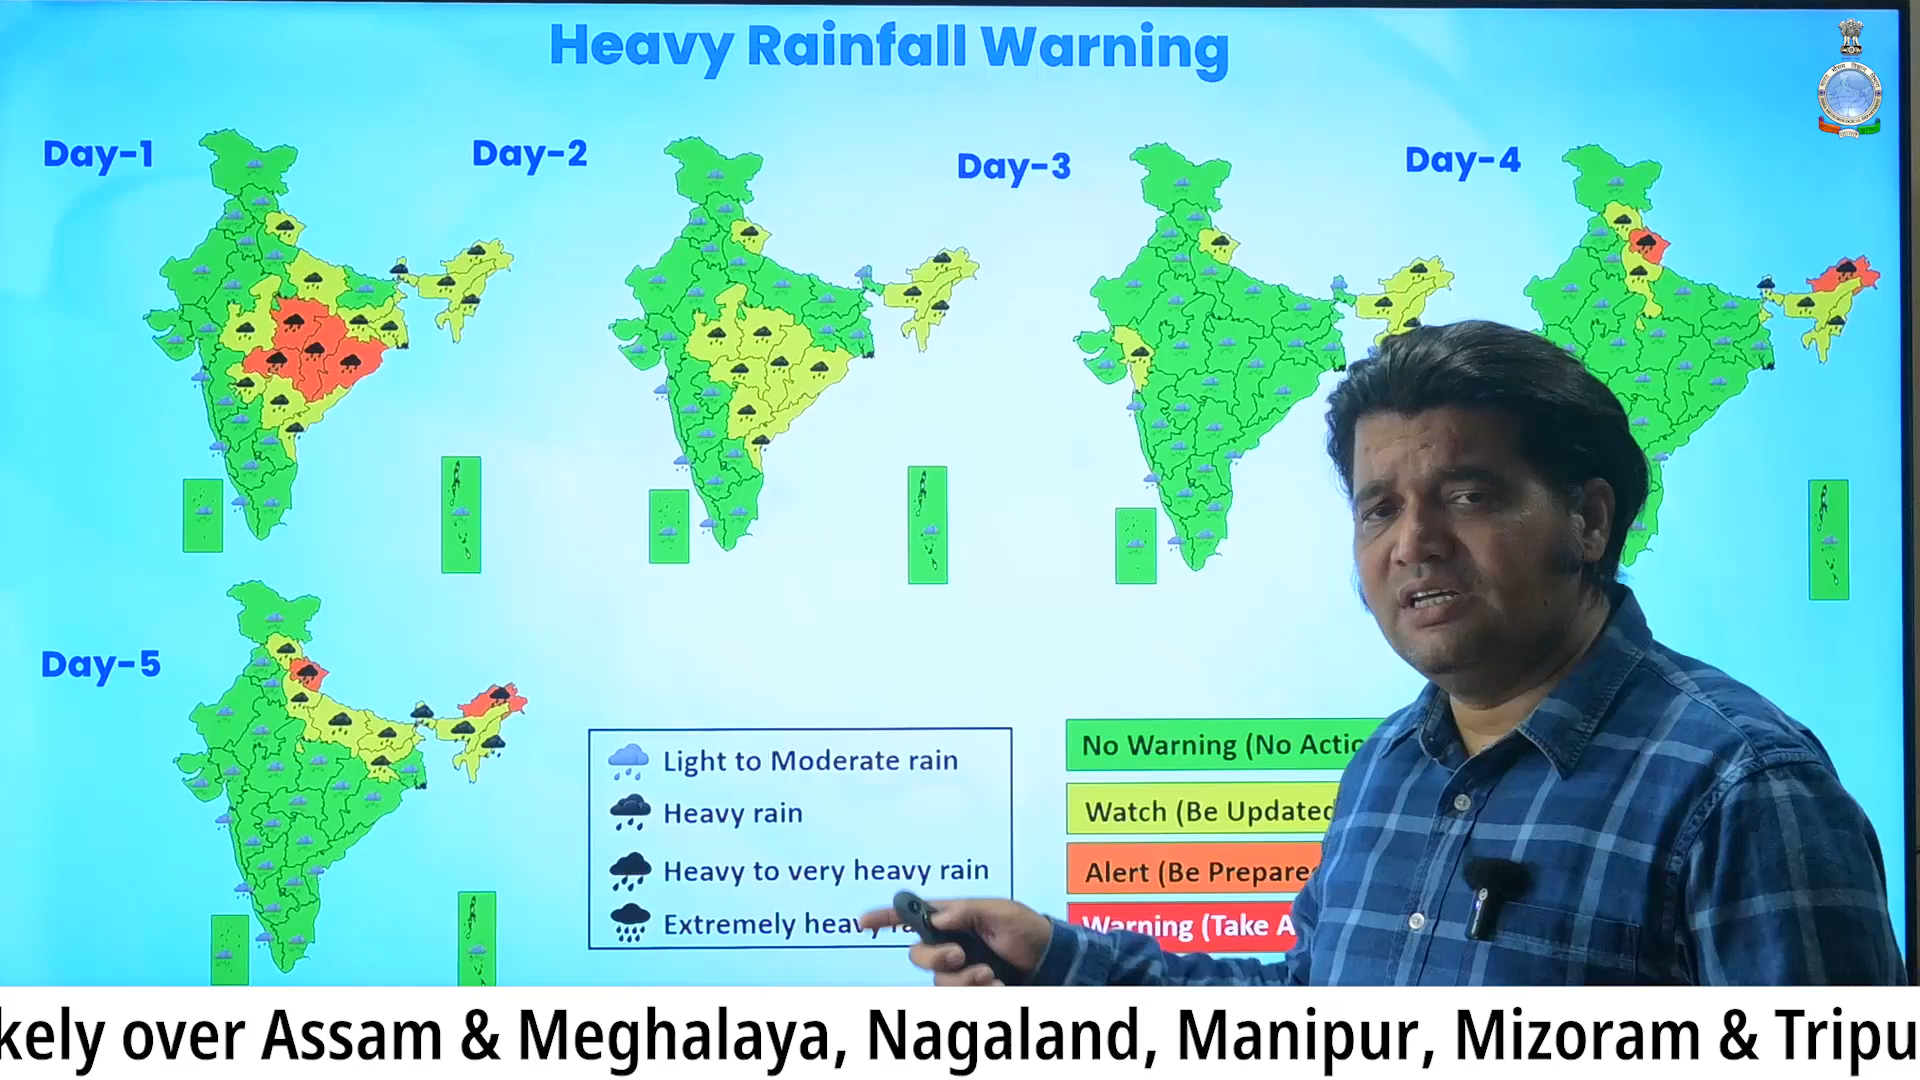 Heavy Rainfall Warning
Day-1
Day-2
Day-3
Day-4
Day-5
Light to Moderate rain
Heavy rain
Heavy to very heavy rain
Extremely heavy
No Warning (No Actio
Watch (Be Updated
Alert (Be Prepare
Warning (Take A
kely over Assam & Meghalaya, Nagaland, Manipur, Mizoram & Tripu